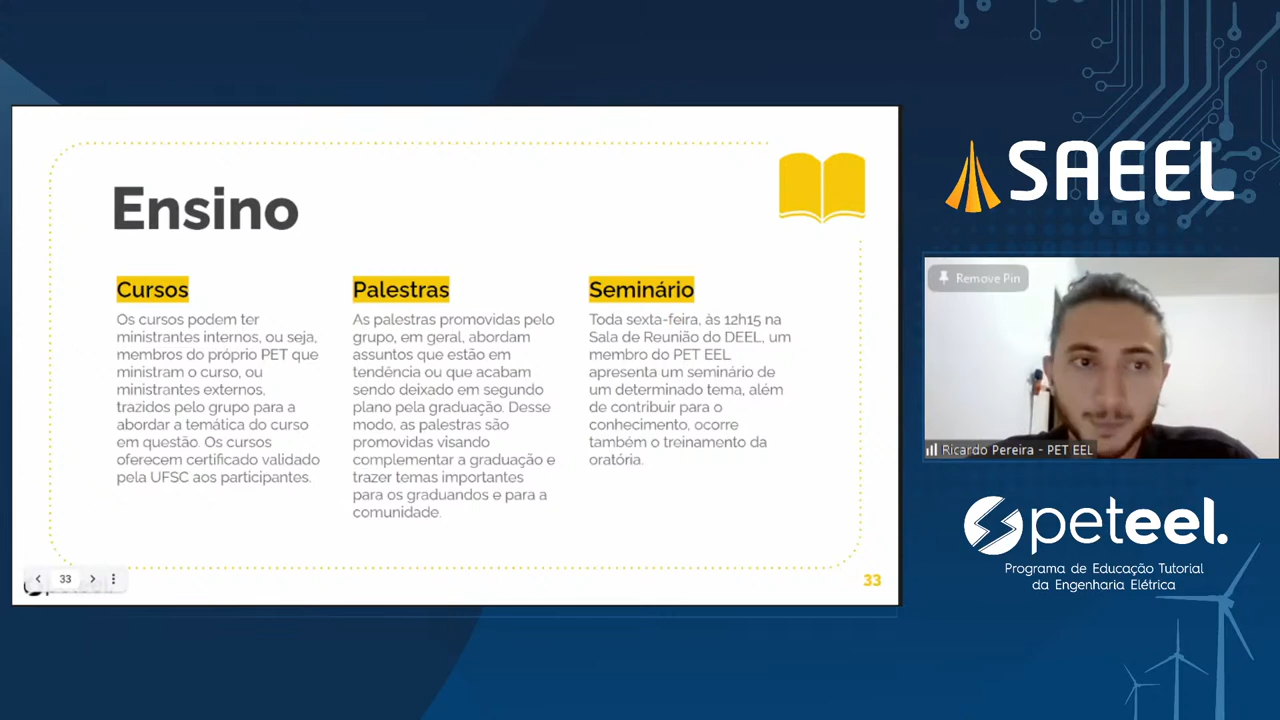 Ensino
Cursos
Os cursos podem ter
ministrantes internos, ou seja,
membros do próprio PET que
ministram o curso, ou
ministrantes externos,
trazidos pelo grupo para a
abordar a temática do curso
em questão. Os cursos
oferecem certificado validado
pela UFSC aos participantes.
Palestras
As palestras promovidas pelo
grupo, em geral, abordam
assuntos que estão em
tendência ou que acabam
sendo deixado em segundo
plano pela graduação. Desse
modo, as palestras são
promovidas visando
complementar a graduação e
trazer temas importantes
para os graduandos e para a
comunidade.
Seminário
Toda sexta-feira, às 12h15 na
Sala de Reunião do DEEL, um
membro do PET EEL
apresenta um seminário de
um determinado tema, além
de contribuir para o
conhecimento, ocorre
também o treinamento da
oratória.
33
33
SAEEL
Remove Pin
Ricardo Pereira - PET EEL
peteel.
Programa de Educação Tutorial
da Engenharia Elétrica